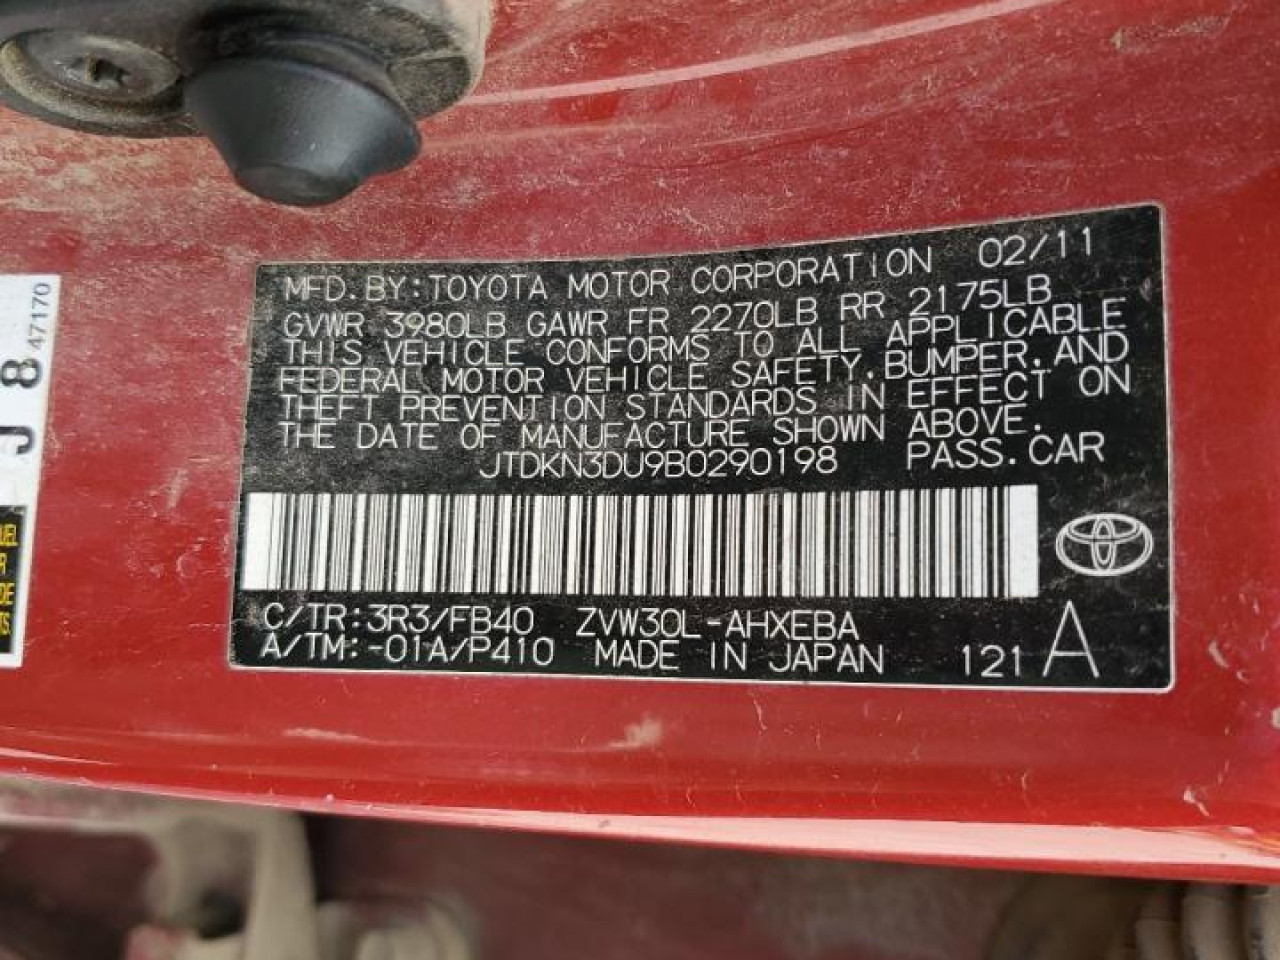 MFD.BY:TOYOTA MOTOR CORPORATION 02/11
GVWR 3980LB GAWR FR 2270LB RR 2175LB
THIS VEHICLE CONFORMS TO ALL APPLICABLE
FEDERAL MOTOR VEHICLE SAFETY,BUMPER,AND
THEFT PREVENTION STANDARDS IN EFFECT ON
THE DATE OF MANUFACTURE SHOWN ABOVE.
JTDKN3DU9B0290198 PASS.CAR
C/TR:3R3/FB40 ZVW30L-AHXEBA
A/TM:-01A/P410 MADE IN JAPAN 121 A
J 8
47170